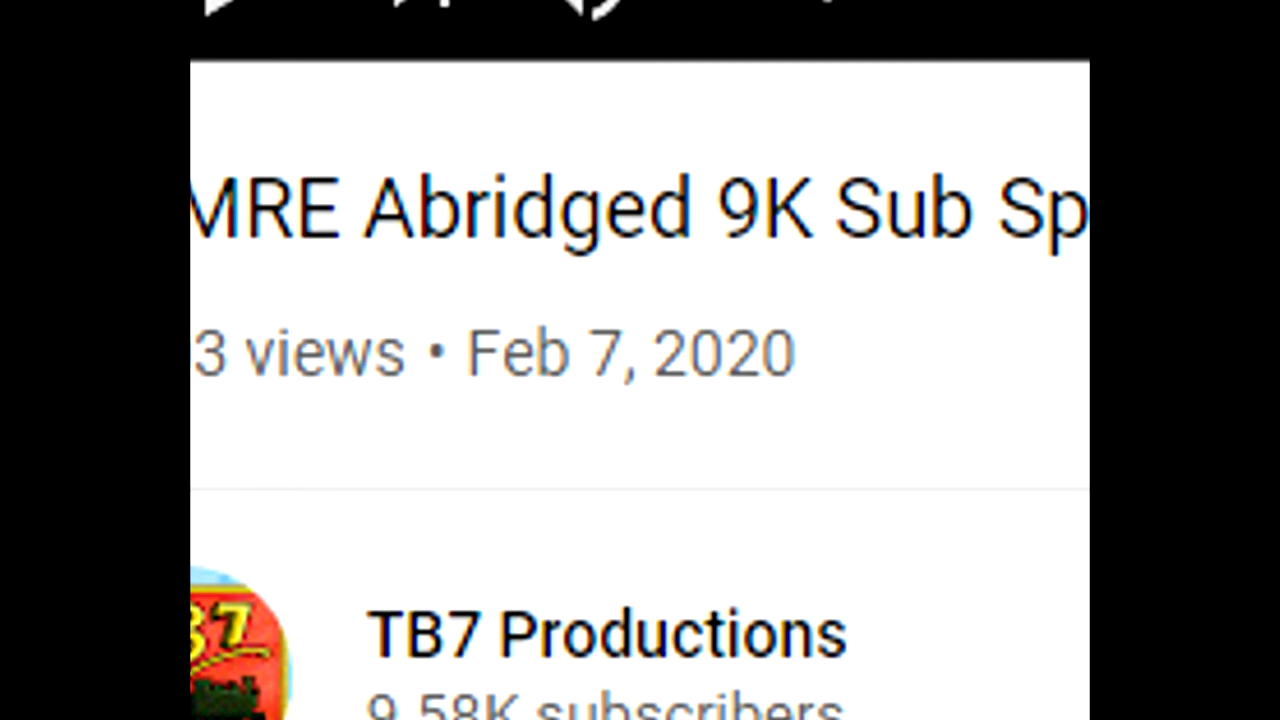 MRE Abridged 9K Sub Sp
3 views • Feb 7, 2020
TB7 Productions
9.58K subscribers